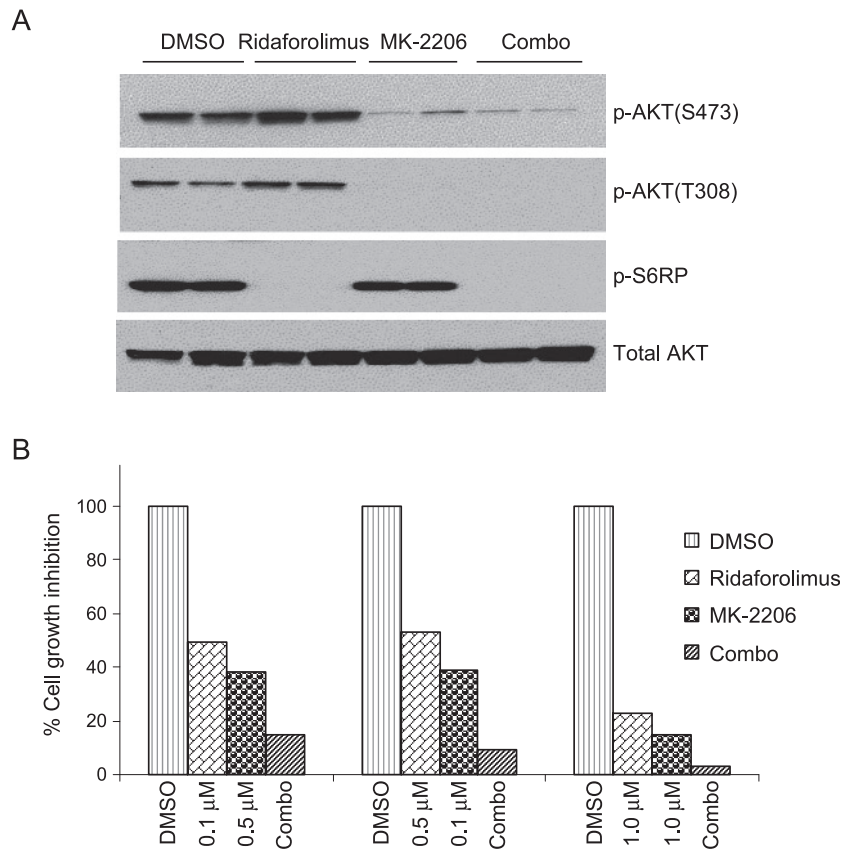 A
DMSO Ridaforolimus MK-2206 Combo
p-AKT(S473)
p-AKT(T308)
p-S6RP
Total AKT
B
% Cell growth inhibition
100
80
60
40
20
0
DMSO
0.1 µM
0.5 µM
Combo
DMSO
0.5 µM
0.1 µM
Combo
DMSO
1.0 µM
1.0 µM
Combo
DMSO
Ridaforolimus
MK-2206
Combo